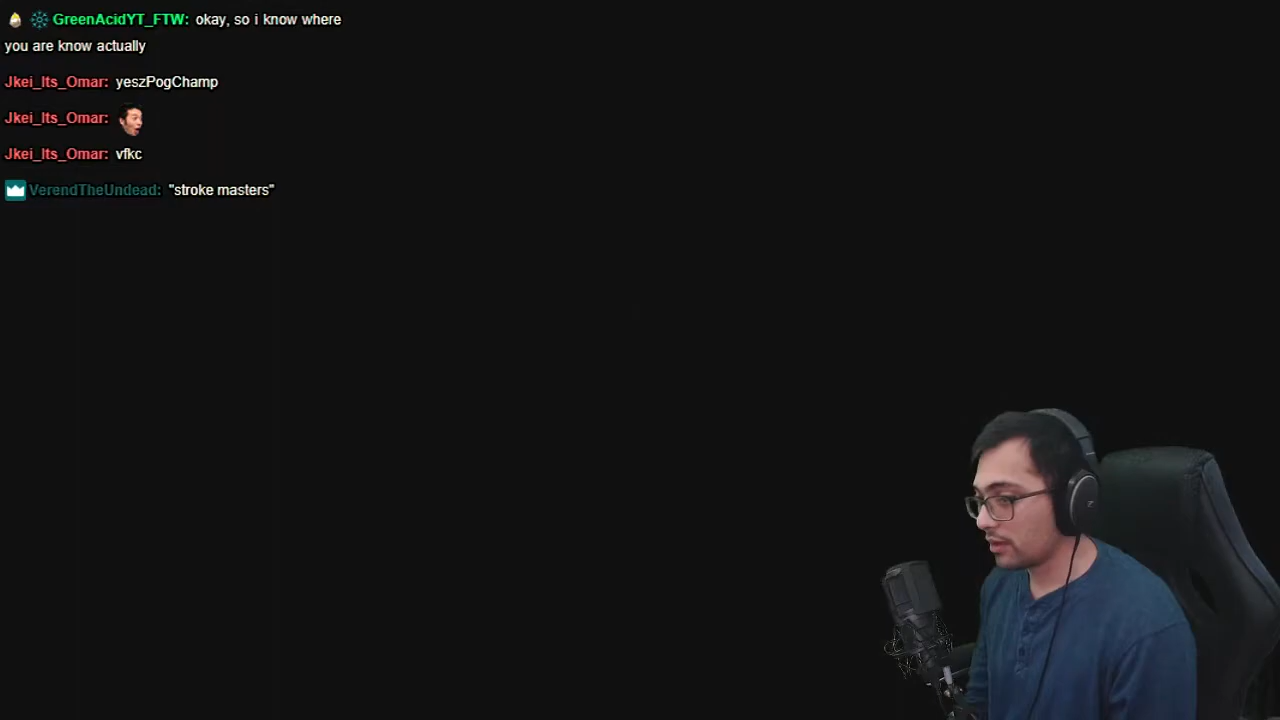 GreenAcidYT_FTW: okay, so i know where
you are know actually
Jkei_Its_Omar: yeszPogChamp
Jkei_Its_Omar:
Jkei_Its_Omar: vfkc
VerendTheUndead: "stroke masters"